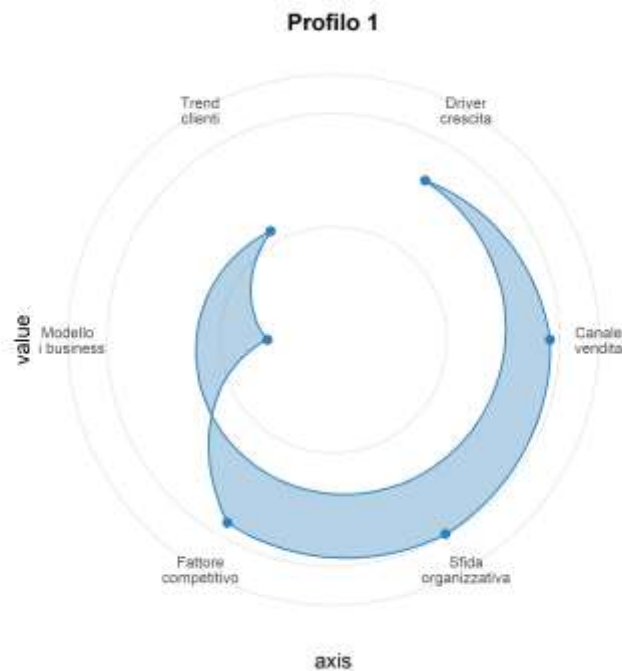 Profilo 1
Trend
clienti
Driver
crescita
value
Modello
i business
Canale
vendita
Fattore
competitivo
Sfida
organizzativa
axis